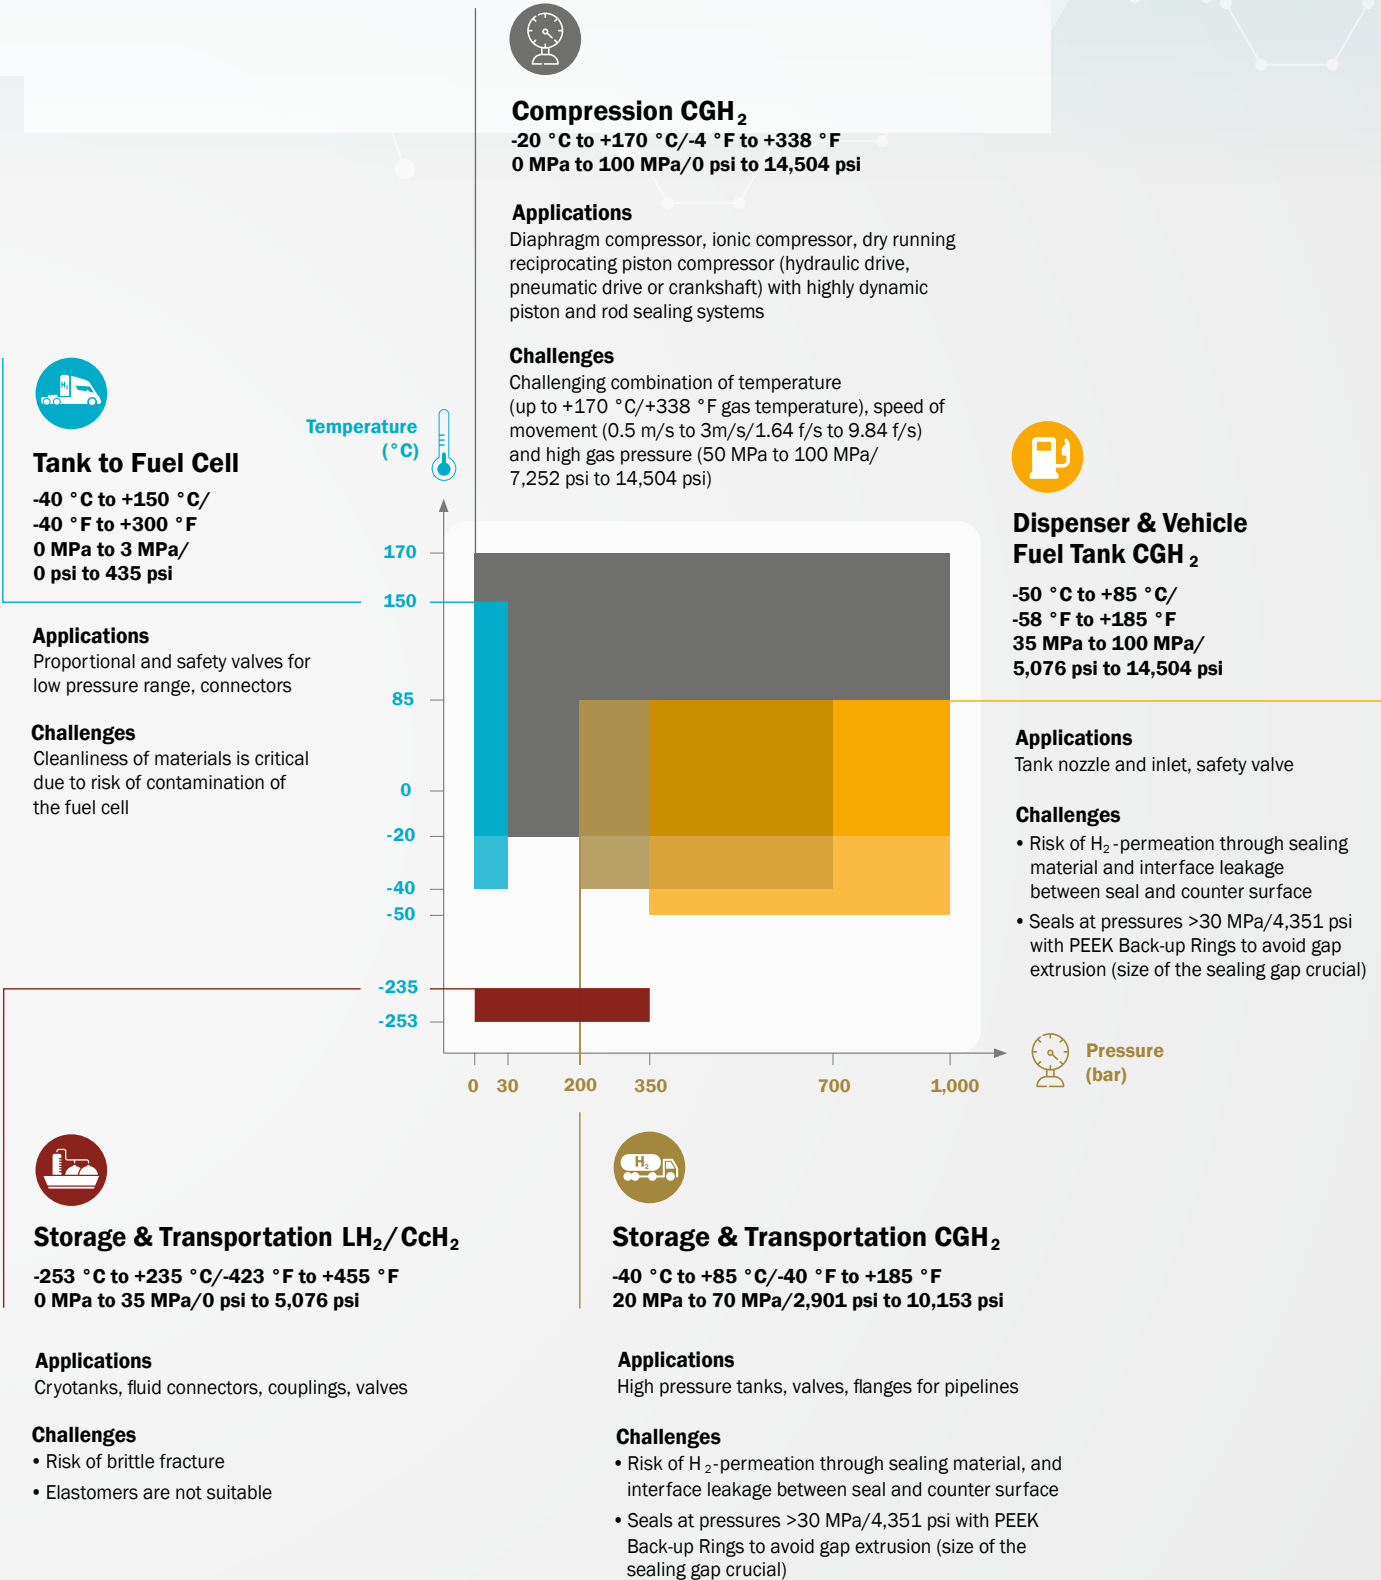 Compression CGH₂
-20 °C to +170 °C/-4 °F to +338 °F
0 MPa to 100 MPa/0 psi to 14,504 psi
Applications
Diaphragm compressor, ionic compressor, dry running
reciprocating piston compressor (hydraulic drive,
pneumatic drive or crankshaft) with highly dynamic
piston and rod sealing systems
Challenges
Challenging combination of temperature
(up to +170 °C/+338 °F gas temperature), speed of
movement (0.5 m/s to 3m/s/1.64 f/s to 9.84 f/s)
and high gas pressure (50 MPa to 100 MPa/
7,252 psi to 14,504 psi)
H₂
Tank to Fuel Cell
-40 °C to +150 °C/
-40 °F to +300 °F
0 MPa to 3 MPa/
0 psi to 435 psi
Applications
Proportional and safety valves for
low pressure range, connectors
Challenges
Cleanliness of materials is critical
due to risk of contamination of
the fuel cell
Temperature
(°C)
170
150
85
0
-20
-40
-50
-235
-253
0 30 200 350 700 1,000
Pressure
(bar)
Dispenser & Vehicle
Fuel Tank CGH₂
-50 °C to +85 °C/
-58 °F to +185 °F
35 MPa to 100 MPa/
5,076 psi to 14,504 psi
Applications
Tank nozzle and inlet, safety valve
Challenges
• Risk of H₂-permeation through sealing
material and interface leakage
between seal and counter surface
• Seals at pressures >30 MPa/4,351 psi
with PEEK Back-up Rings to avoid gap
extrusion (size of the sealing gap crucial)
Storage & Transportation LH₂/CcH₂
-253 °C to +235 °C/-423 °F to +455 °F
0 MPa to 35 MPa/0 psi to 5,076 psi
Applications
Cryotanks, fluid connectors, couplings, valves
Challenges
• Risk of brittle fracture
• Elastomers are not suitable
H₂
Storage & Transportation CGH₂
-40 °C to +85 °C/-40 °F to +185 °F
20 MPa to 70 MPa/2,901 psi to 10,153 psi
Applications
High pressure tanks, valves, flanges for pipelines
Challenges
• Risk of H₂-permeation through sealing material, and
interface leakage between seal and counter surface
• Seals at pressures >30 MPa/4,351 psi with PEEK
Back-up Rings to avoid gap extrusion (size of the
sealing gap crucial)